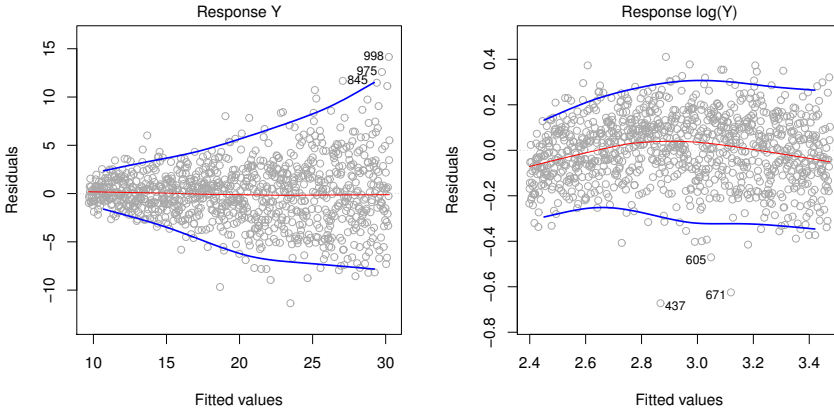 Response Y
998
975
845
Residuals
15
10
5
0
−5
−10
10 15 20 25 30
Fitted values
Response log(Y)
605
437
671
Residuals
0.4
0.2
0.0
−0.2
−0.4
−0.6
−0.8
2.4 2.6 2.8 3.0 3.2 3.4
Fitted values